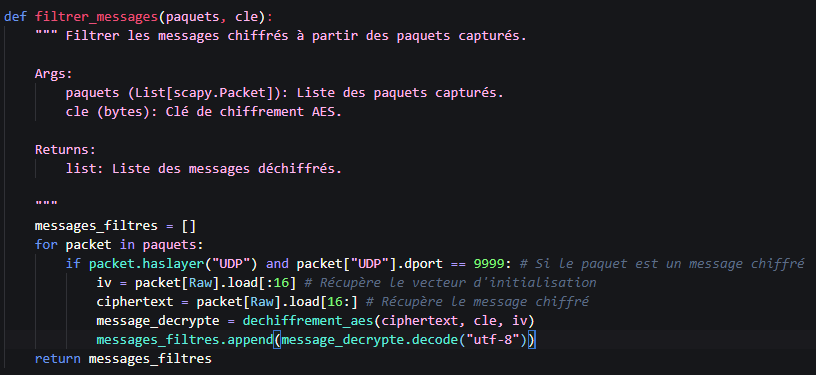 def filtrer_messages(paquets, cle):
    """ Filtrer les messages chiffrés à partir des paquets capturés.

    Args:
        paquets (List[scapy.Packet]): Liste des paquets capturés.
        cle (bytes): Clé de chiffrement AES.

    Returns:
        list: Liste des messages déchiffrés.

    """
    messages_filtres = []
    for packet in paquets:
        if packet.haslayer("UDP") and packet["UDP"].dport == 9999: # Si le paquet est un message chiffré
            iv = packet[Raw].load[:16] # Récupère le vecteur d'initialisation
            ciphertext = packet[Raw].load[16:] # Récupère le message chiffré
            message_decrypte = dechiffrement_aes(ciphertext, cle, iv)
            messages_filtres.append(message_decrypte.decode("utf-8"))
    return messages_filtres